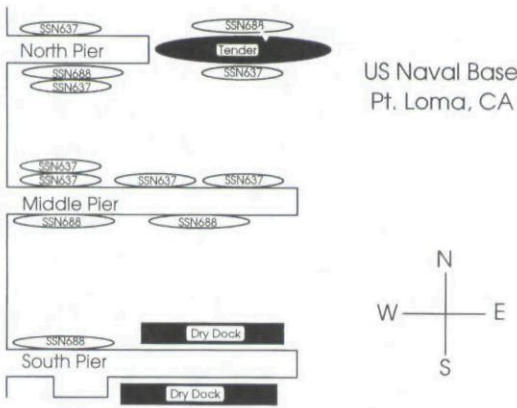 SSN637
SSN688
North Pier
Tender
SSN688
SSN637
SSN637
US Naval Base
Pt. Loma, CA
SSN637
SSN637
SSN637
SSN637
Middle Pier
SSN688
SSN688
N
W
E
S
Dry Dock
SSN688
South Pier
Dry Dock